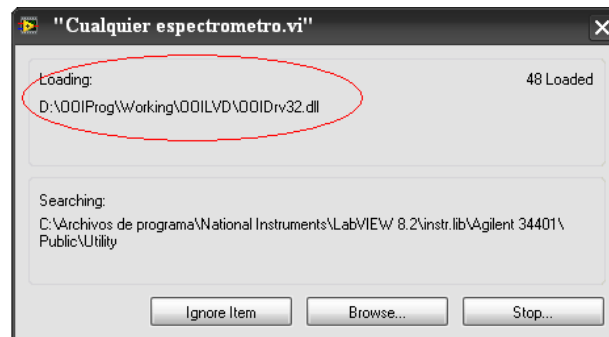 "Cualquier espectrometro.vi"
Loading:
48 Loaded
D:\OOIProg\Working\OOILVD\OOIDrv32.dll
Searching:
C:\Archivos de programa\National Instruments\LabVIEW 8.2\instr.lib\Agilent 34401\
Public\Utility
Ignore Item
Browse...
Stop...